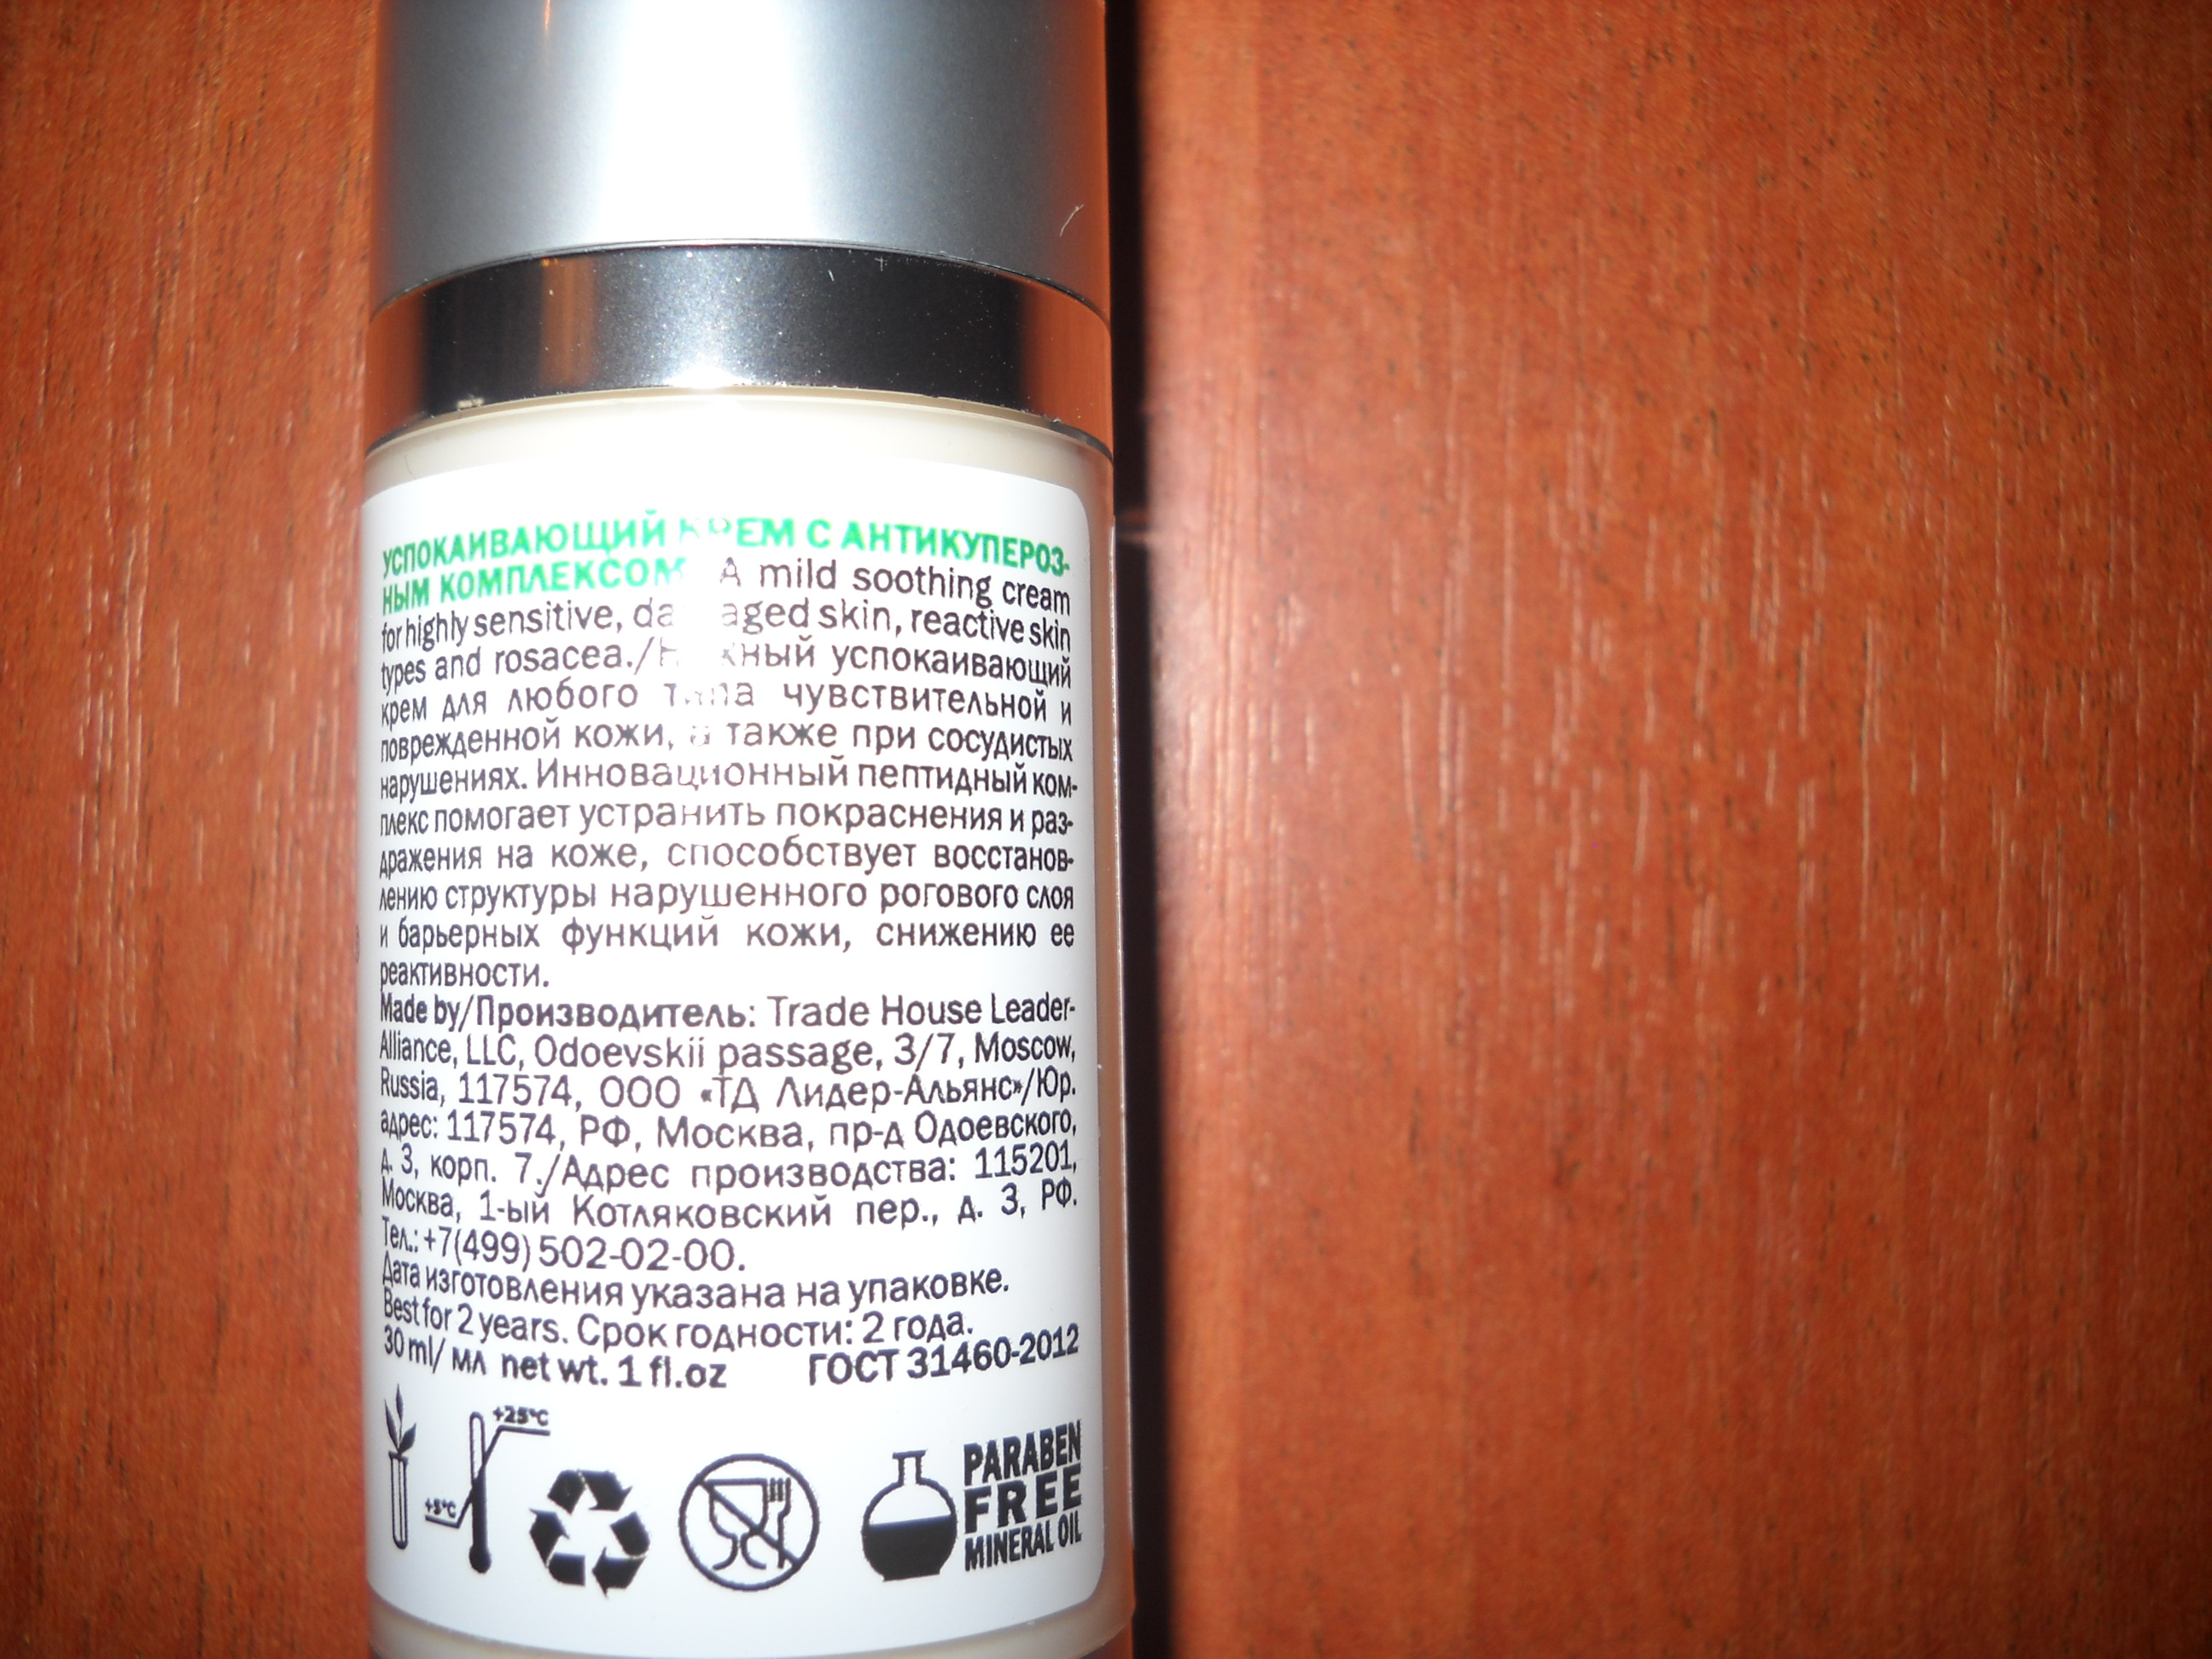 УСПОКАИВАЮЩИЙ КРЕМ С АНТИКУПЕРОЗ-
НЫМ КОМПЛЕКСОМ A mild soothing cream
for highly sensitive, damaged skin, reactive skin
types and rosacea./Нежный успокаивающий
крем для любого типа чувствительной и
поврежденной кожи, а также при сосудистых
нарушениях. Инновационный пептидный ком-
плекс помогает устранить покраснения и раз-
дражения на коже, способствует восстанов-
лению структуры нарушенного рогового слоя
и барьерных функций кожи, снижению ее
реактивности.
Made by/Производитель: Trade House Leader-
Alliance, LLC, Odoevskii passage, 3/7, Moscow,
Russia, 117574, ООО «ТД Лидер-Альянс»/Юр.
адрес: 117574, РФ, Москва, пр-д Одоевского,
д. 3, корп. 7./Адрес производства: 115201,
Москва, 1-ый Котляковский пер., д. 3, РФ.
Тел.: +7(499) 502-02-00.
Дата изготовления указана на упаковке.
Best for 2 years. Срок годности: 2 года.
30 ml/ мл net wt. 1 fl.oz ГОСТ 31460-2012
+25°C
+5°C
PARABEN
FREE
MINERAL OIL